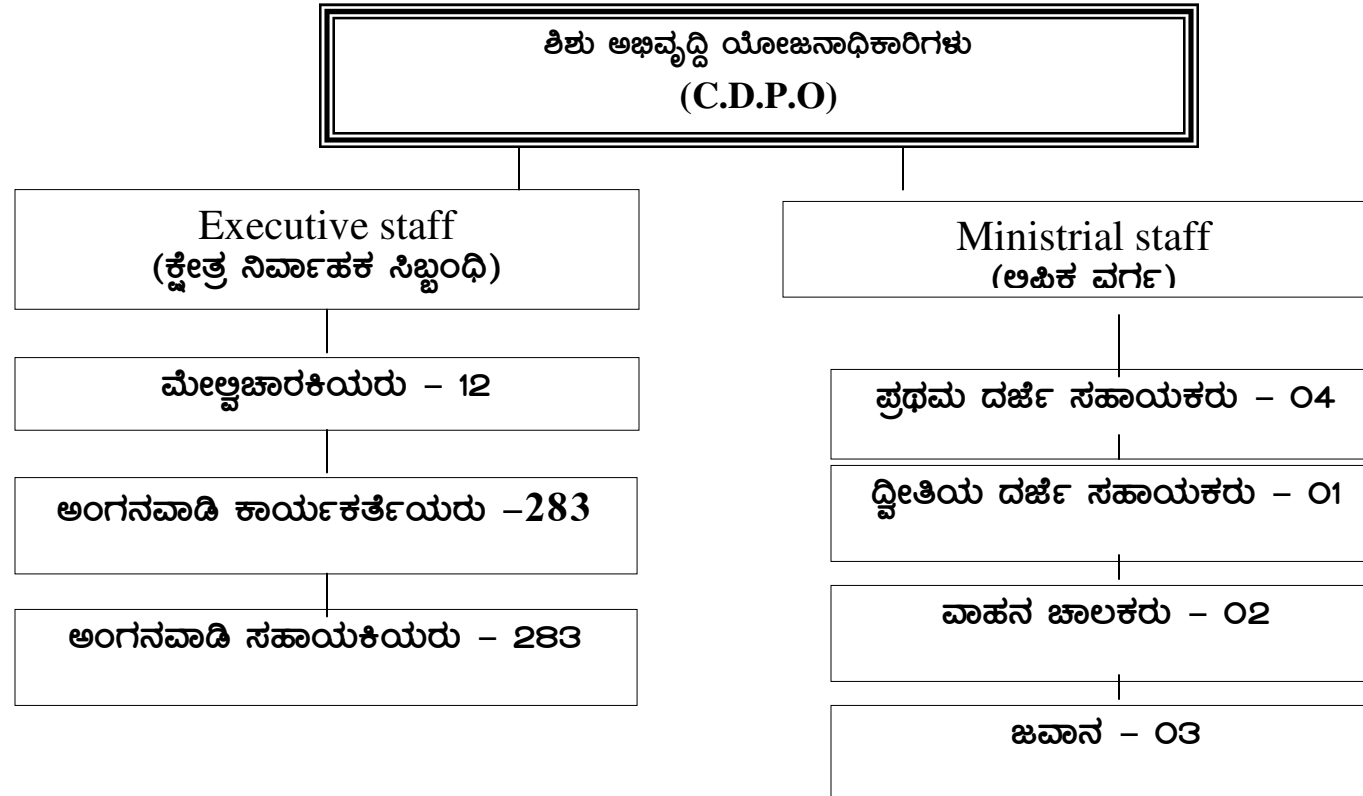 ಶಿಶು ಅಭಿವೃದ್ದಿ ಯೋಜನಾಧಿಕಾರಿಗಳು
(C.D.P.O)
Executive staff
(ಕ್ಷೇತ್ರ ನಿರ್ವಾಹಕ ಸಿಬ್ಬಂಧಿ)
ಮೇಲ್ವಿಚಾರಕಿಯರು – 12
ಅಂಗನವಾಡಿ ಕಾರ್ಯಕರ್ತೆಯರು –283
ಅಂಗನವಾಡಿ ಸಹಾಯಕಿಯರು – 283
Ministrial staff
(ಲಿಪಿಕ ವರ್ಗ)
ಪ್ರಥಮ ದರ್ಜೆ ಸಹಾಯಕರು – 04
ದ್ವಿತೀಯ ದರ್ಜೆ ಸಹಾಯಕರು – 01
ವಾಹನ ಚಾಲಕರು – 02
ಜವಾನ – 03